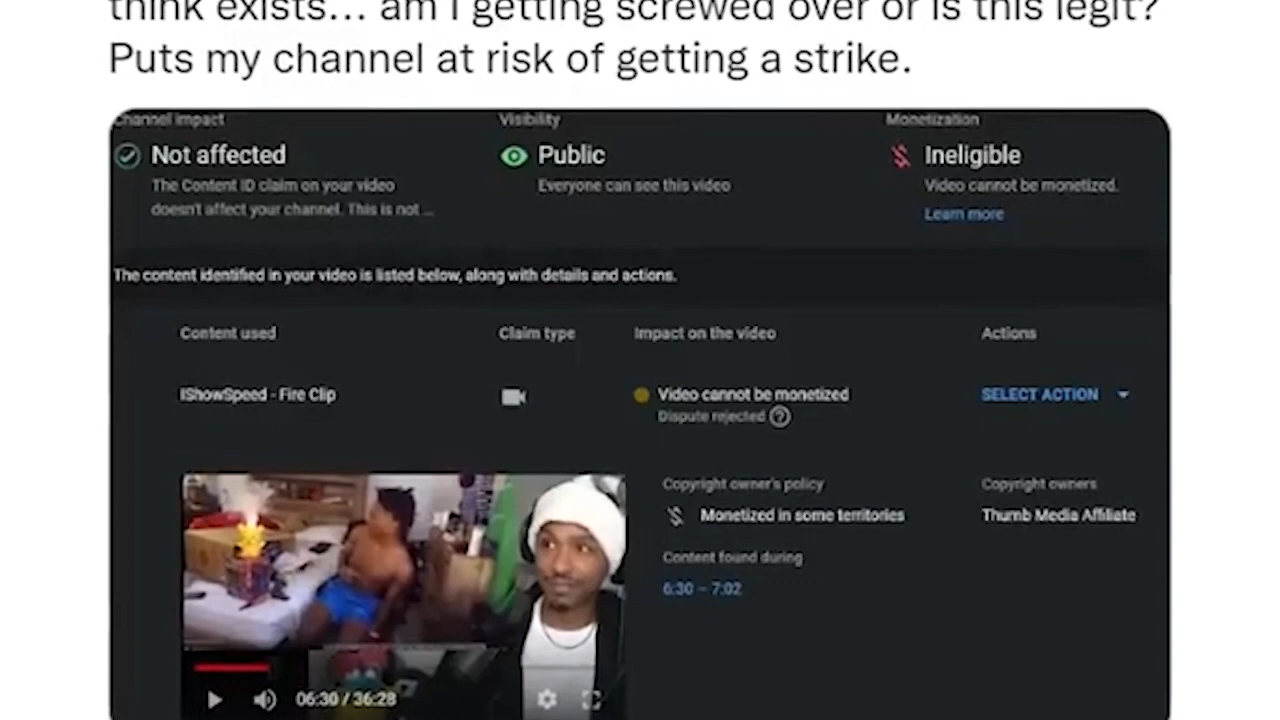 think exists... am I getting screwed over or is this legit?
Puts my channel at risk of getting a strike.
Channel impact
Visibility
Monetization
Not affected
Public
Ineligible
The Content ID claim on your video
Everyone can see this video
Video cannot be monetized.
doesn't affect your channel. This is not ...
Learn more
The content identified in your video is listed below, along with details and actions.
Content used
Claim type
Impact on the video
Actions
IShowSpeed - Fire Clip
Video cannot be monetized
SELECT ACTION
Dispute rejected
Copyright owner's policy
Copyright owners
Monetized in some territories
Thumb Media Affiliate
Content found during
6:30 – 7:02
06:30 / 36:28